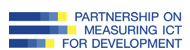 PARTNERSHIP ON
MEASURING ICT
FOR DEVELOPMENT